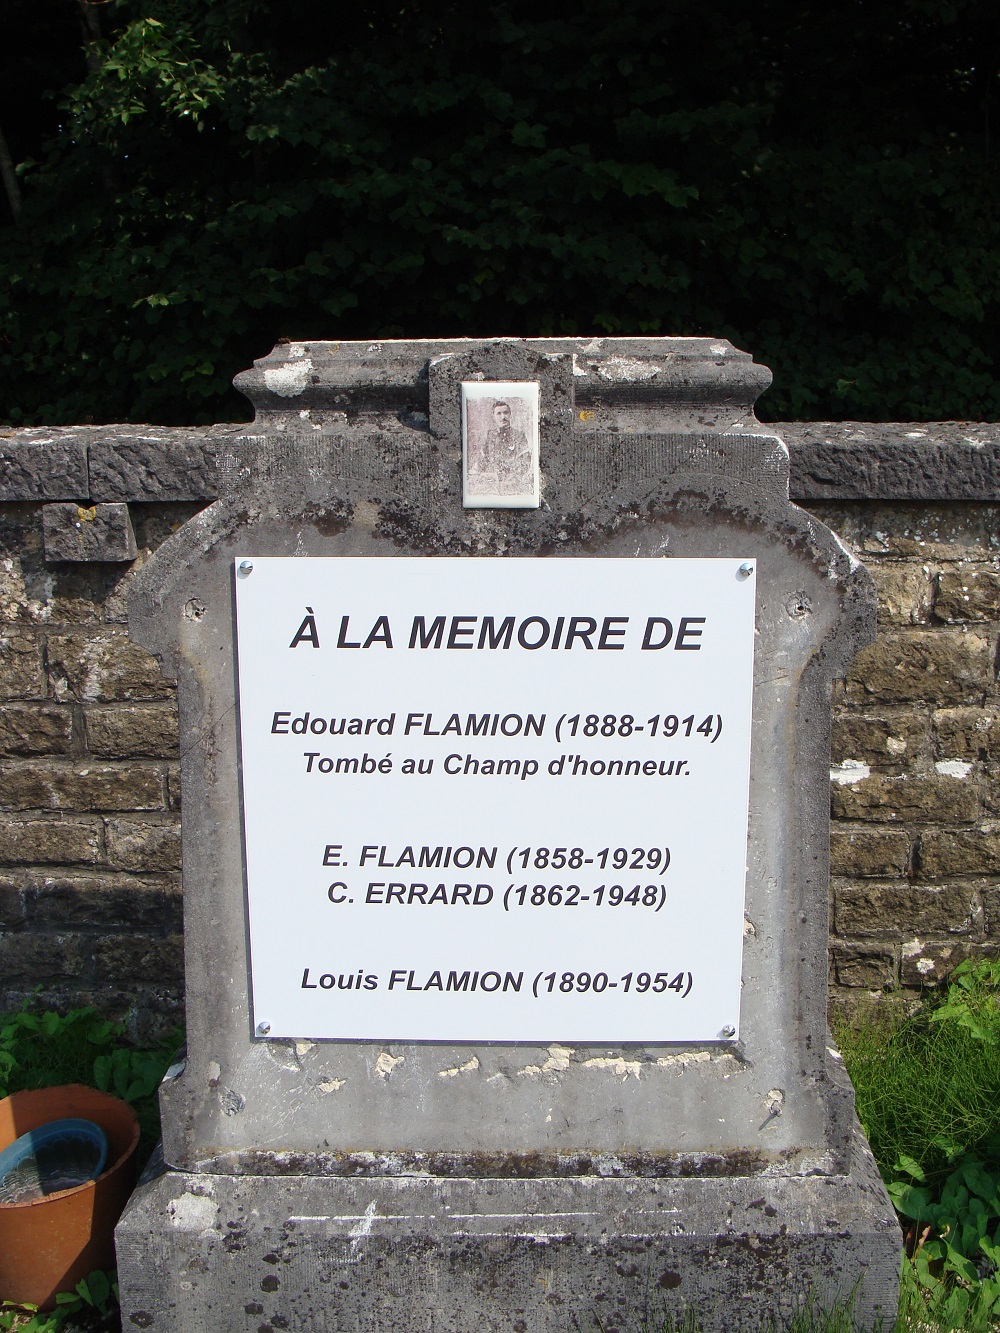 À LA MEMOIRE DE
Edouard FLAMION (1888-1914)
Tombé au Champ d'honneur.
E. FLAMION (1858-1929)
C. ERRARD (1862-1948)
Louis FLAMION (1890-1954)